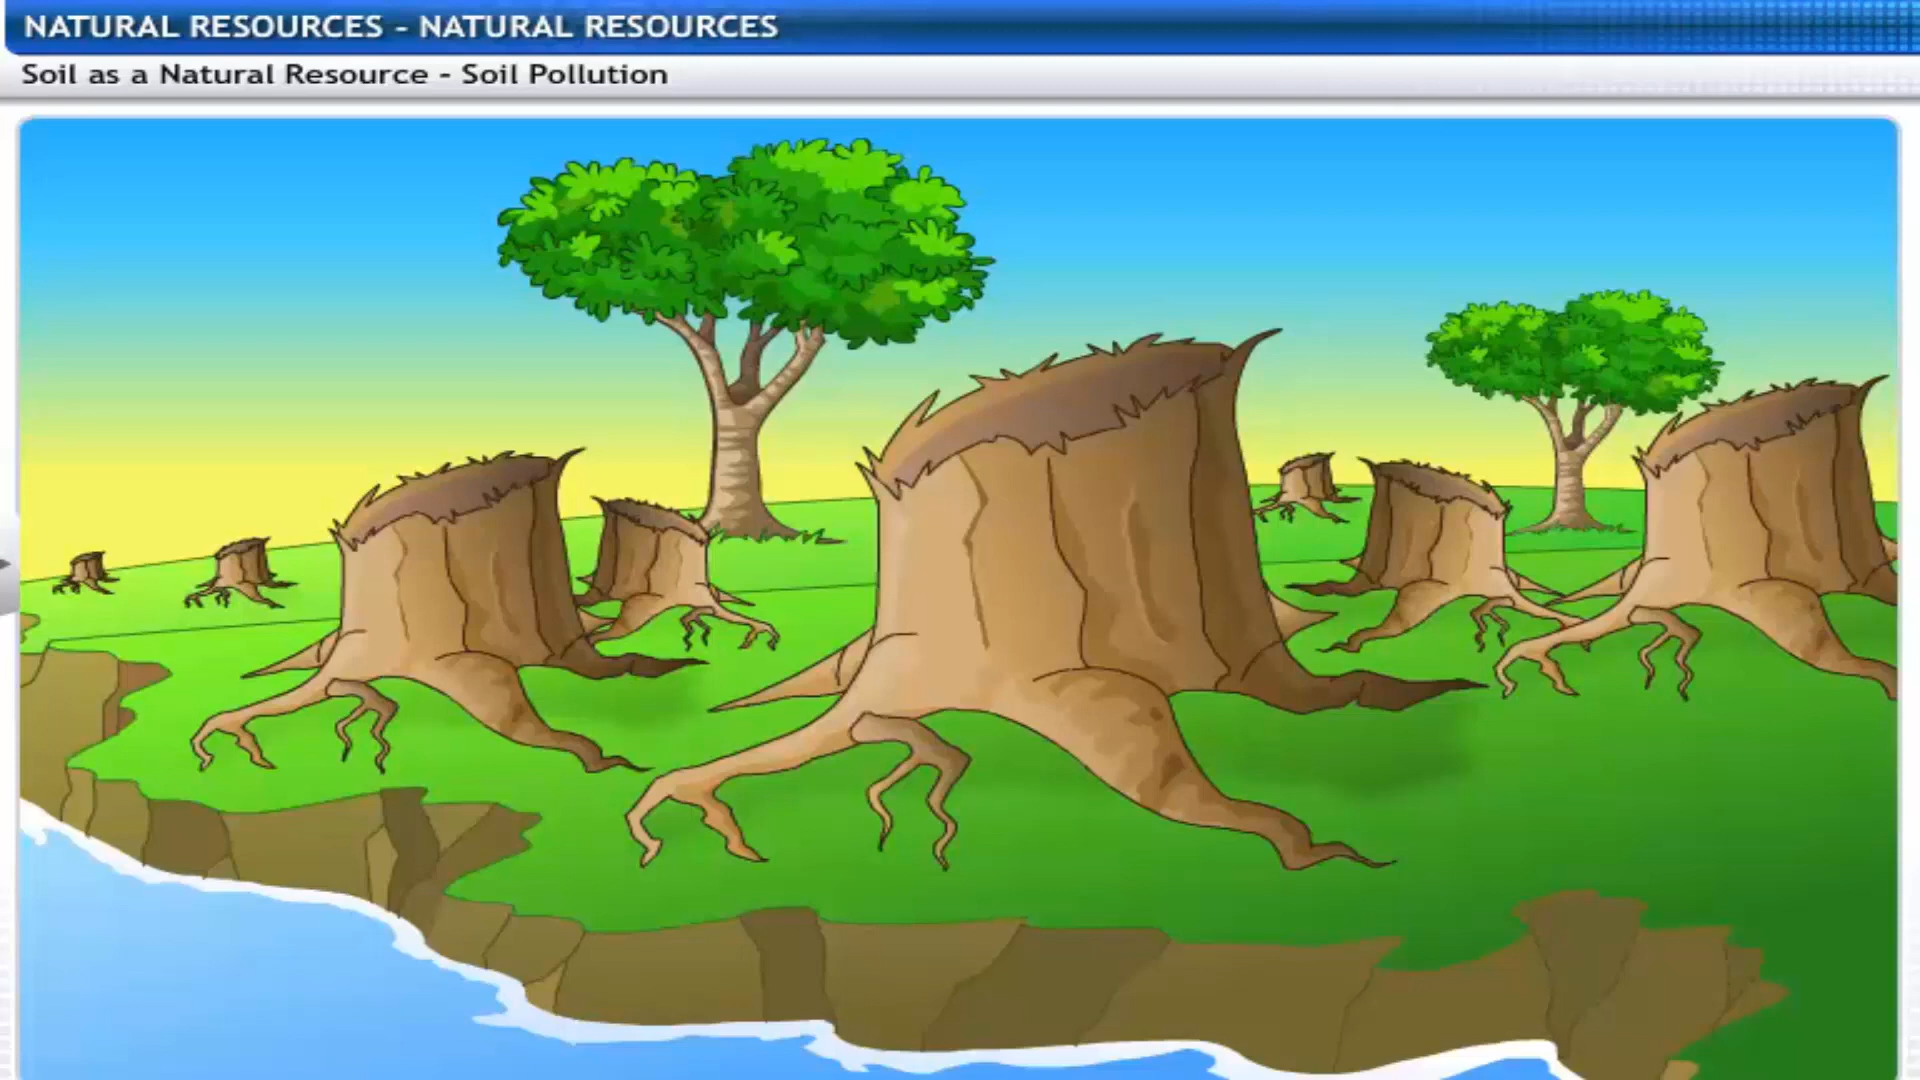 NATURAL RESOURCES - NATURAL RESOURCES
Soil as a Natural Resource - Soil Pollution